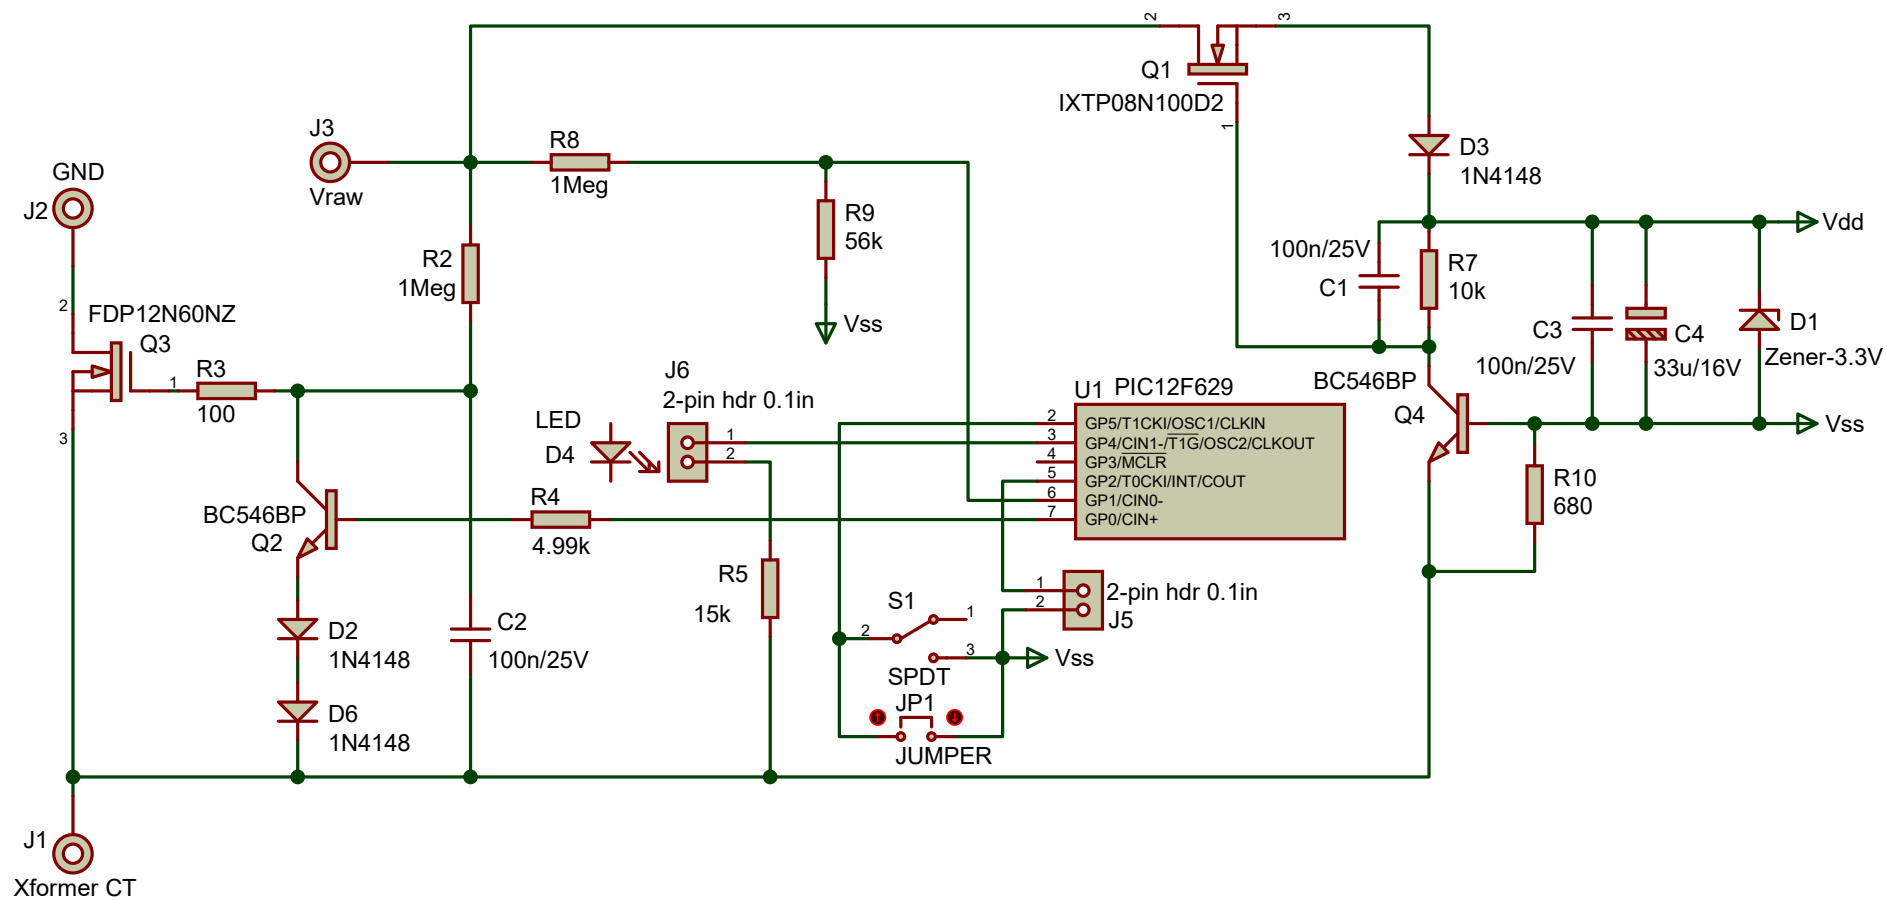 2
3
Q1
IXTP08N100D2
1
J3
Vraw
R8
1Meg
GND
J2
D3
1N4148
R9
56k
Vdd
R2
1Meg
100n/25V
C1
R7
10k
2
FDP12N60NZ
Q3
Vss
C3
100n/25V
C4
33u/16V
D1
Zener-3.3V
R3
1
100
J6
2-pin hdr 0.1in
U1 PIC12F629
BC546BP
Q4
3
LED
D4
1
2
2 GP5/T1CKI/OSC1/CLKIN
3 GP4/CIN1-/T1G/OSC2/CLKOUT
4 GP3/MCLR
5 GP2/T0CKI/INT/COUT
6 GP1/CIN0-
7 GP0/CIN+
Vss
R10
680
BC546BP
Q2
R4
4.99k
R5
15k
S1
1
2
3
SPDT
Vss
1
2
2-pin hdr 0.1in
J5
D2
1N4148
C2
100n/25V
D6
1N4148
JP1
JUMPER
J1
Xformer CT